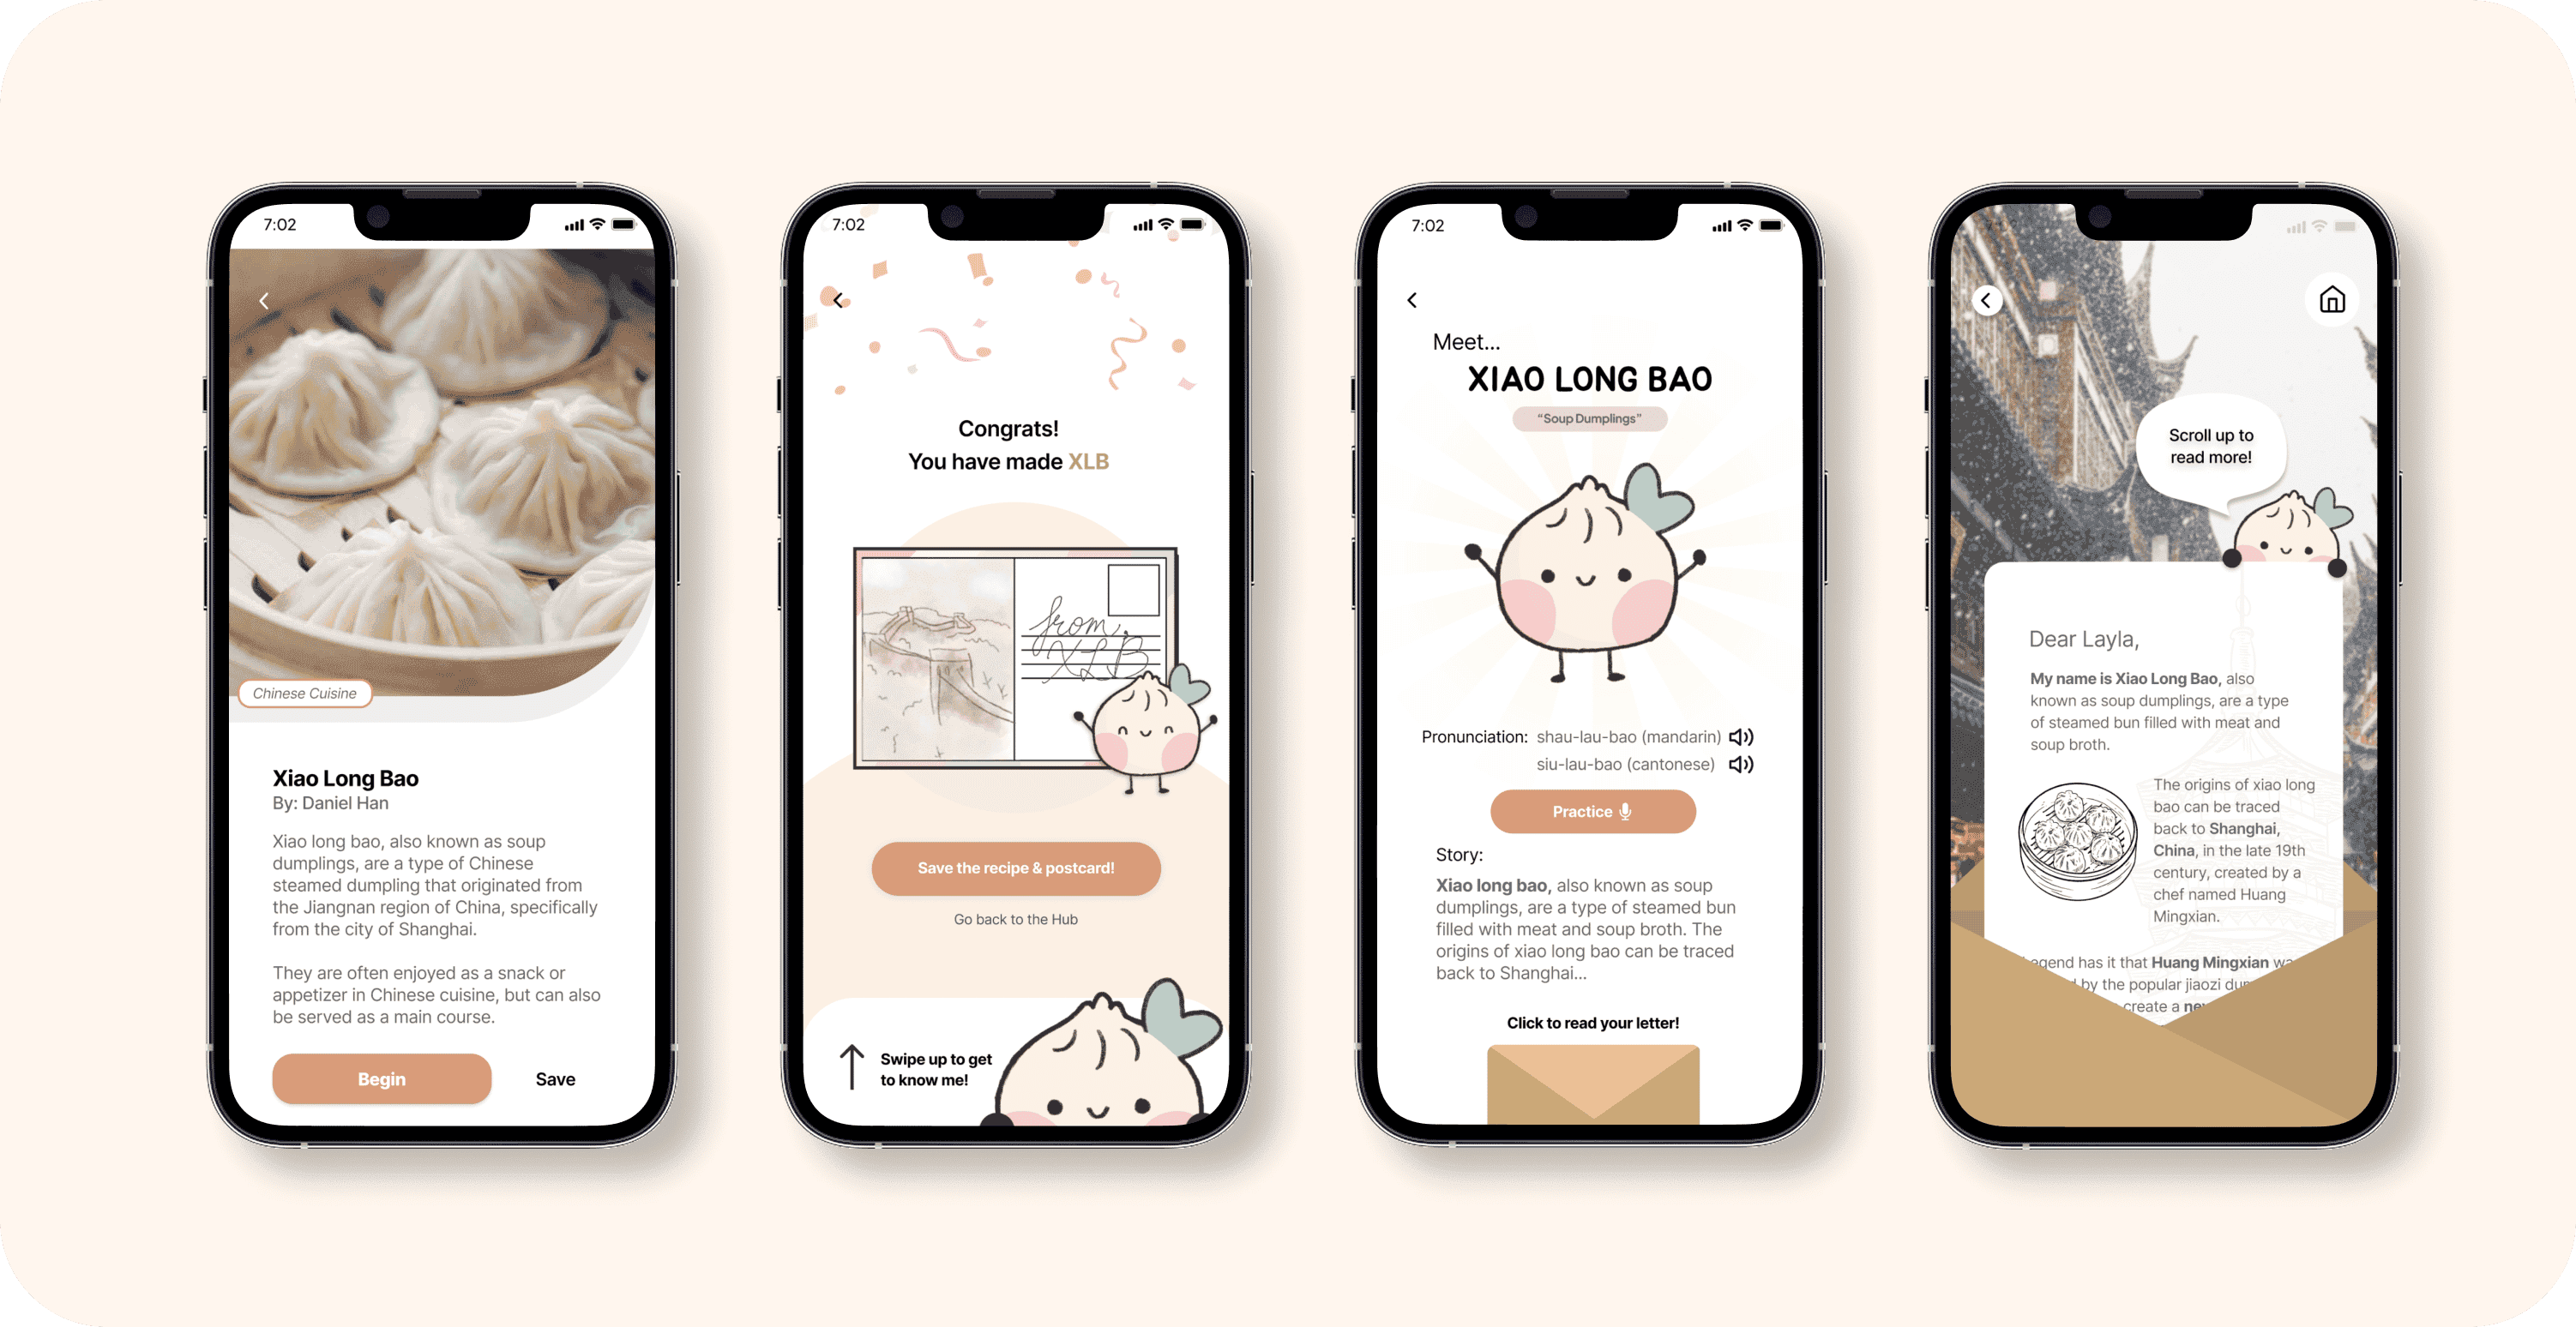 7:02
Chinese Cuisine
Xiao Long Bao
By: Daniel Han
Xiao long bao, also known as soup
dumplings, are a type of Chinese
steamed dumpling that originated from
the Jiangnan region of China, specifically
from the city of Shanghai.
They are often enjoyed as a snack or
appetizer in Chinese cuisine, but can also
be served as a main course.
Begin
Save
7:02
Congrats!
You have made XLB
from,
XLB
Save the recipe & postcard!
Go back to the Hub
Swipe up to get
to know me!
7:02
Meet...
XIAO LONG BAO
“Soup Dumplings”
Pronunciation: shau-lau-bao (mandarin)
siu-lau-bao (cantonese)
Practice
Story:
Xiao long bao, also known as soup
dumplings, are a type of steamed bun
filled with meat and soup broth. The
origins of xiao long bao can be traced
back to Shanghai...
Click to read your letter!
Scroll up to
read more!
Dear Layla,
My name is Xiao Long Bao, also
known as soup dumplings, are a type
of steamed bun filled with meat and
soup broth.
The origins of xiao long
bao can be traced
back to Shanghai,
China, in the late 19th
century, created by a
chef named Huang
Mingxian.
has it that Huang Mingxian
by the popular jiaozi
create a